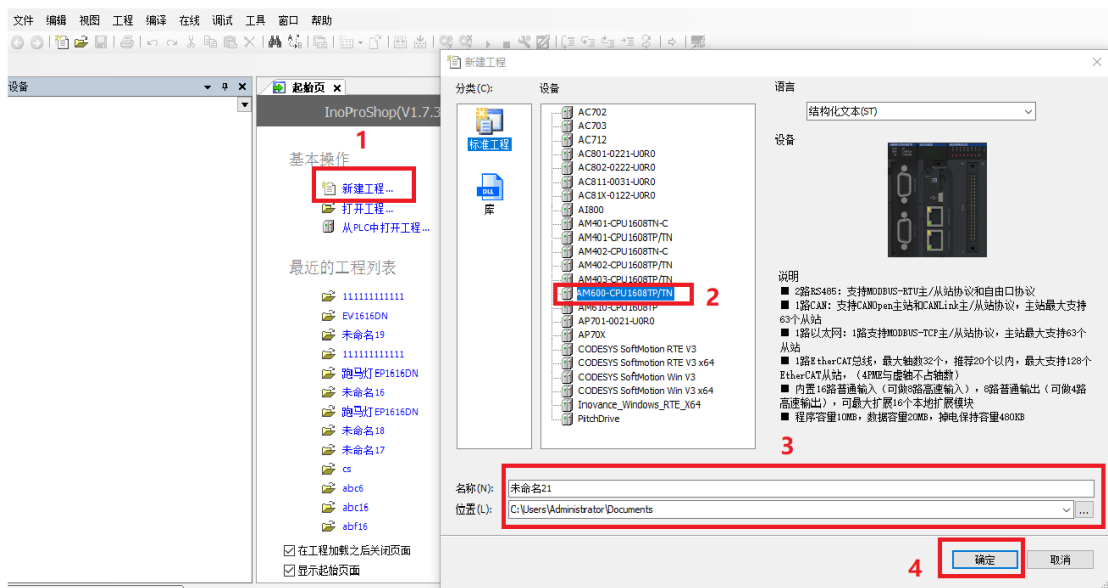 文件 编辑 视图 工程 编译 在线 调试 工具 窗口 帮助
设备
起始页
InoProShop(V1.7.3
1
基本操作
新建工程...
打开工程...
从PLC中打开工程...
最近的工程列表
111111111111
EV1616DN
未命名19
111111111111
跑马灯EP1616DN
未命名16
跑马灯EP1616DN
未命名18
未命名17
cs
abc6
abc16
abf16
在工程加载之后关闭页面
显示起始页面
新建工程
分类(C):
标准工程
库
设备
AC702
AC703
AC712
AC801-0221-U0R0
AC802-0222-U0R0
AC811-0031-U0R0
AC81X-0122-U0R0
AI800
AM401-CPU1608TN-C
AM401-CPU1608TP/TN
AM402-CPU1608TN-C
AM402-CPU1608TP/TN
AM403-CPU1608TP/TN
AM600-CPU1608TP/TN
2
AM610-CPU1608TP
AP701-0021-U0R0
AP70X
CODESYS SoftMotion RTE V3
CODESYS SoftMotion RTE V3 x64
CODESYS SoftMotion Win V3
CODESYS SoftMotion Win V3 x64
Inovance_Windows_RTE_X64
PitchDrive
语言
结构化文本(ST)
设备
说明
■ 2路RS485: 支持MODBUS-RTU主/从站协议和自由口协议
■ 1路CAN: 支持CANOpen主站和CANLink主/从站协议, 主站最大支持
63个从站
■ 1路以太网: 1路支持MODBUS-TCP主/从站协议, 主站最大支持63个
从站
■ 1路EtherCAT总线, 最大轴数32个, 推荐20个以内, 最大支持128个
EtherCAT从站, (4PME与虚轴不占轴数)
■ 内置16路普通输入(可做8路高速输入), 8路普通输出(可做4路
高速输出), 可最大扩展16个本地扩展模块
■ 程序容量10MB, 数据容量20MB, 掉电保持容量480KB
3
名称(N): 未命名21
位置(L): C:\Users\Administrator\Documents
...
4
确定 取消